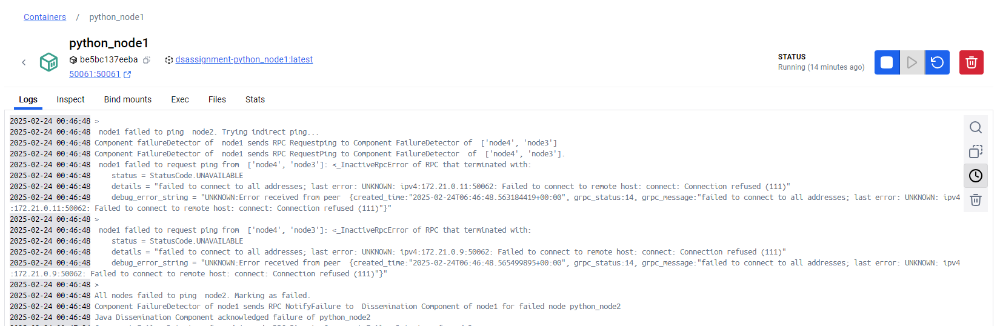 Containers / python_node1
python_node1
be5bc137eeba dsassignment-python_node1:latest
50061:50061
STATUS
Running (14 minutes ago)
Logs Inspect Bind mounts Exec Files Stats
2025-02-24 00:46:48 >
2025-02-24 00:46:48 node1 failed to ping node2. Trying indirect ping...
2025-02-24 00:46:48 Component failureDetector of node1 sends RPC Requestping to Component FailureDetector of ['node4', 'node3']
2025-02-24 00:46:48 Component FailureDetector of node1 sends RPC RequestPing to Component FailureDetector of ['node4', 'node3'].
2025-02-24 00:46:48 node1 failed to request ping from ['node4', 'node3']: <_InactiveRpcError of RPC that terminated with:
2025-02-24 00:46:48 status = StatusCode.UNAVAILABLE
2025-02-24 00:46:48 details = "failed to connect to all addresses; last error: UNKNOWN: ipv4:172.21.0.11:50062: Failed to connect to remote host: connect: Connection refused (111)"
2025-02-24 00:46:48 debug_error_string = "UNKNOWN:Error received from peer {created_time:"2025-02-24T06:46:48.563184419+00:00", grpc_status:14, grpc_message:"failed to connect to all addresses; last error: UNKNOWN: ipv4
:172.21.0.11:50062: Failed to connect to remote host: connect: Connection refused (111)"}"
2025-02-24 00:46:48 >
2025-02-24 00:46:48 node1 failed to request ping from ['node4', 'node3']: <_InactiveRpcError of RPC that terminated with:
2025-02-24 00:46:48 status = StatusCode.UNAVAILABLE
2025-02-24 00:46:48 details = "failed to connect to all addresses; last error: UNKNOWN: ipv4:172.21.0.9:50062: Failed to connect to remote host: connect: Connection refused (111)"
2025-02-24 00:46:48 debug_error_string = "UNKNOWN:Error received from peer {created_time:"2025-02-24T06:46:48.565499895+00:00", grpc_status:14, grpc_message:"failed to connect to all addresses; last error: UNKNOWN: ipv4
:172.21.0.9:50062: Failed to connect to remote host: connect: Connection refused (111)"}"
2025-02-24 00:46:48 >
2025-02-24 00:46:48 All nodes failed to ping node2. Marking as failed.
2025-02-24 00:46:48 Component FailureDetector of node1 sends RPC NotifyFailure to Dissemination Component of node1 for failed node python_node2
2025-02-24 00:46:48 Java Dissemination Component acknowledged failure of python_node2